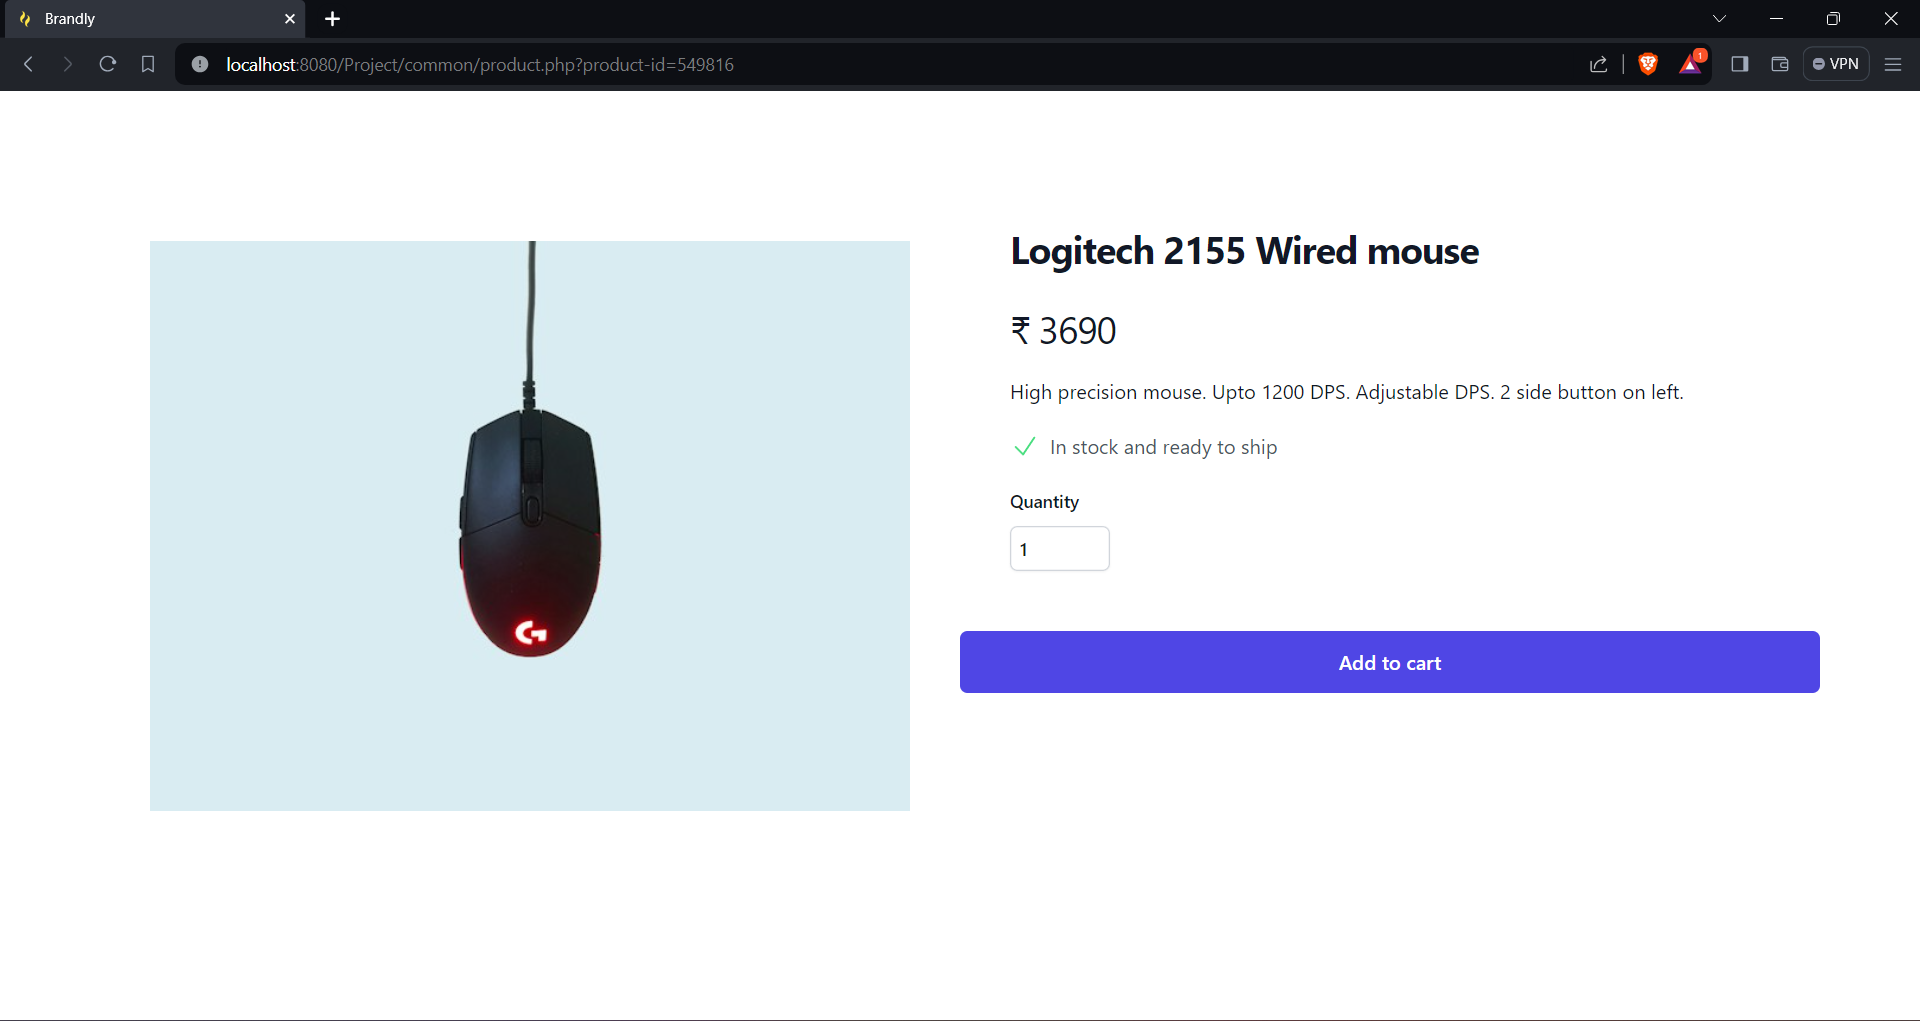 Brandly
localhost:8080/Project/common/product.php?product-id=549816
1
VPN
Logitech 2155 Wired mouse
₹ 3690
High precision mouse. Upto 1200 DPS. Adjustable DPS. 2 side button on left.
In stock and ready to ship
Quantity
1
Add to cart
G